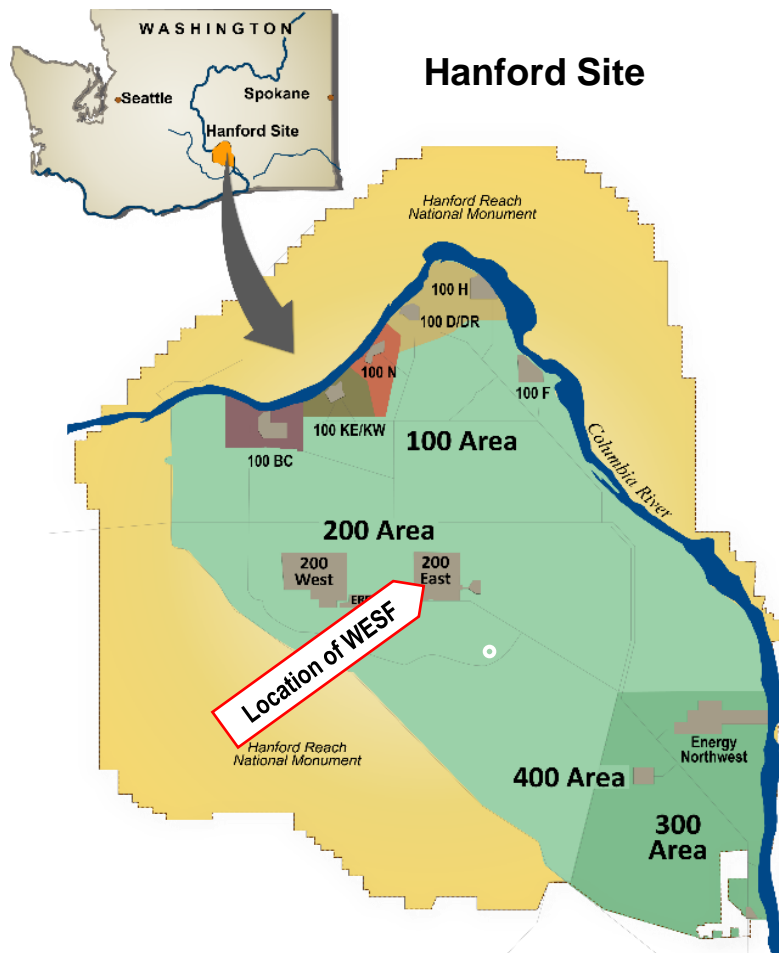 WASHINGTON
Seattle
Spokane
Hanford Site
Hanford Site
Hanford Reach
National Monument
100 H
100 D/DR
100 N
100 F
100 KE/KW
100 Area
100 BC
Columbia River
200 Area
200
West
200
East
Location of WESF
Hanford Reach
National Monument
Energy
Northwest
400 Area
300
Area